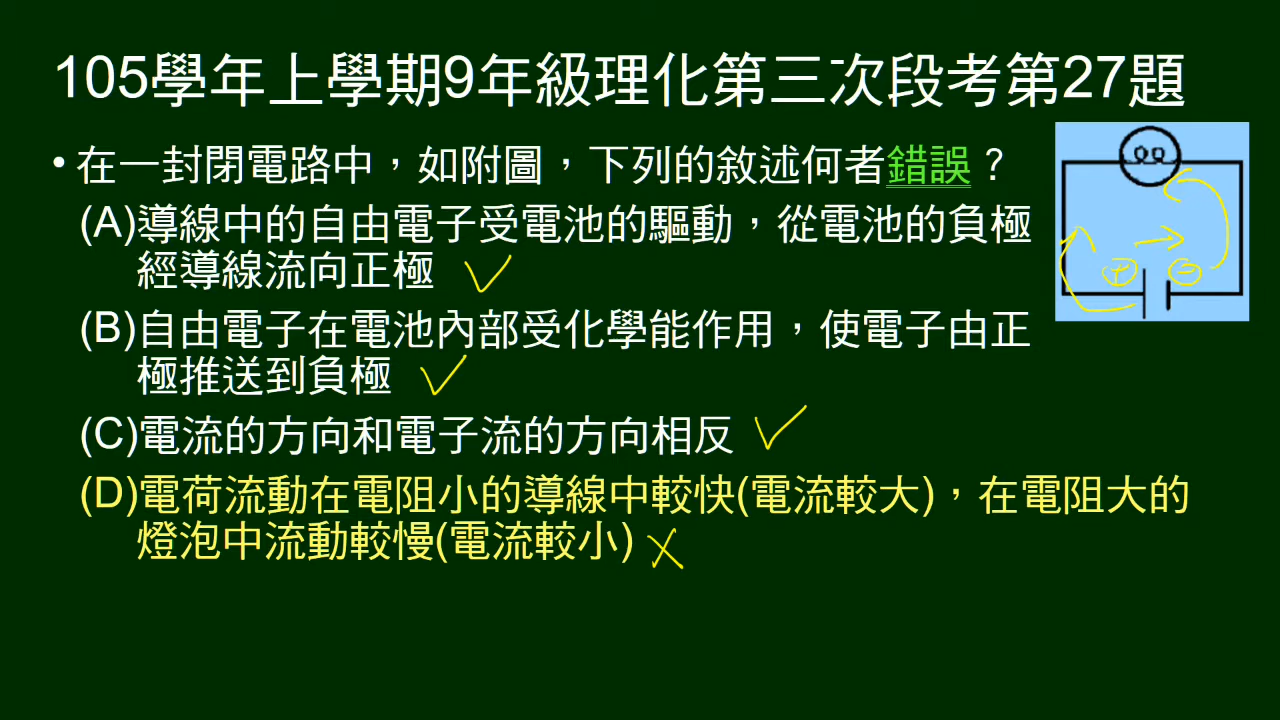 105學年上學期9年級理化第三次段考第27題
•在一封閉電路中，如附圖，下列的敘述何者錯誤？
(A)導線中的自由電子受電池的驅動，從電池的負極
經導線流向正極
(B)自由電子在電池內部受化學能作用，使電子由正
極推送到負極
(C)電流的方向和電子流的方向相反
(D)電荷流動在電阻小的導線中較快(電流較大)，在電阻大的
燈泡中流動較慢(電流較小)
+ −